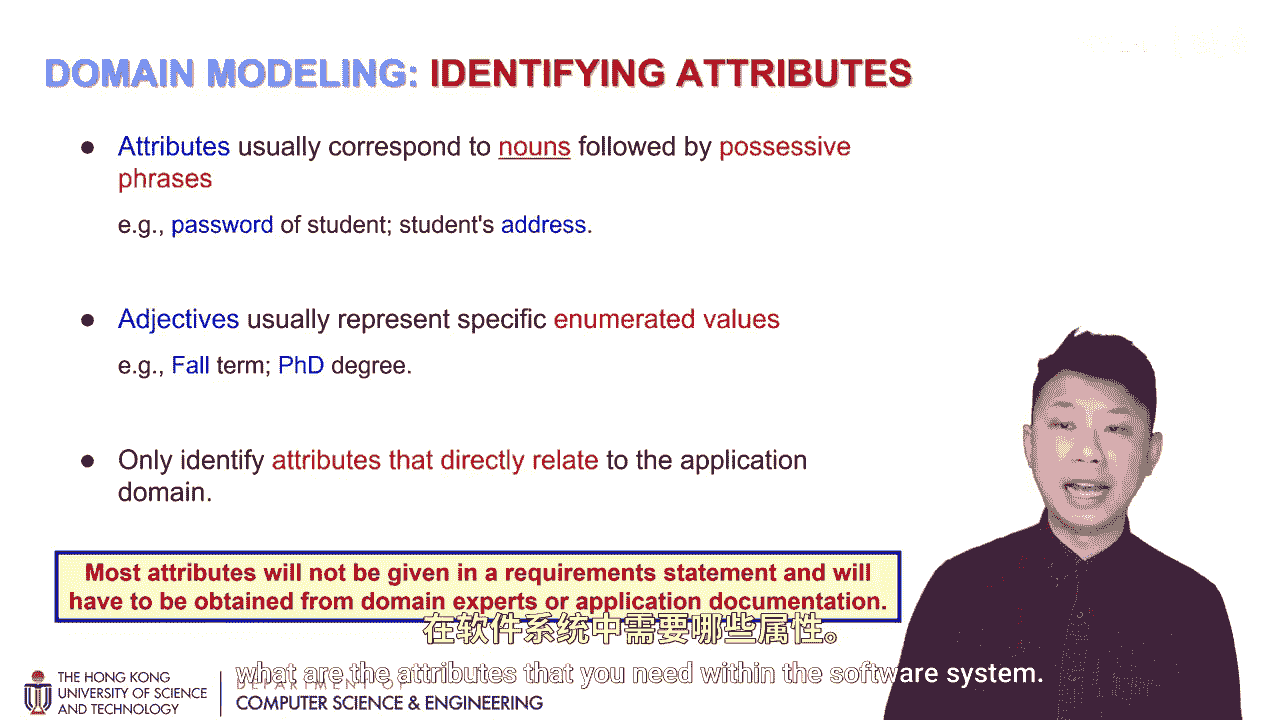 DOMAIN MODELING: IDENTIFYING ATTRIBUTES
● Attributes usually correspond to nouns followed by possessive
phrases
e.g., password of student; student's address.
● Adjectives usually represent specific enumerated values
e.g., Fall term; PhD degree.
● Only identify attributes that directly relate to the application
domain.
Most attributes will not be given in a requirements statement and will
have to be obtained from domain experts or application documentation.
在软件系统中需要哪些属性。
what are the attributes that you need within the software system.
THE HONG KONG
UNIVERSITY OF SCIENCE
AND TECHNOLOGY
DEPARTMENT OF
COMPUTER SCIENCE & ENGINEERING